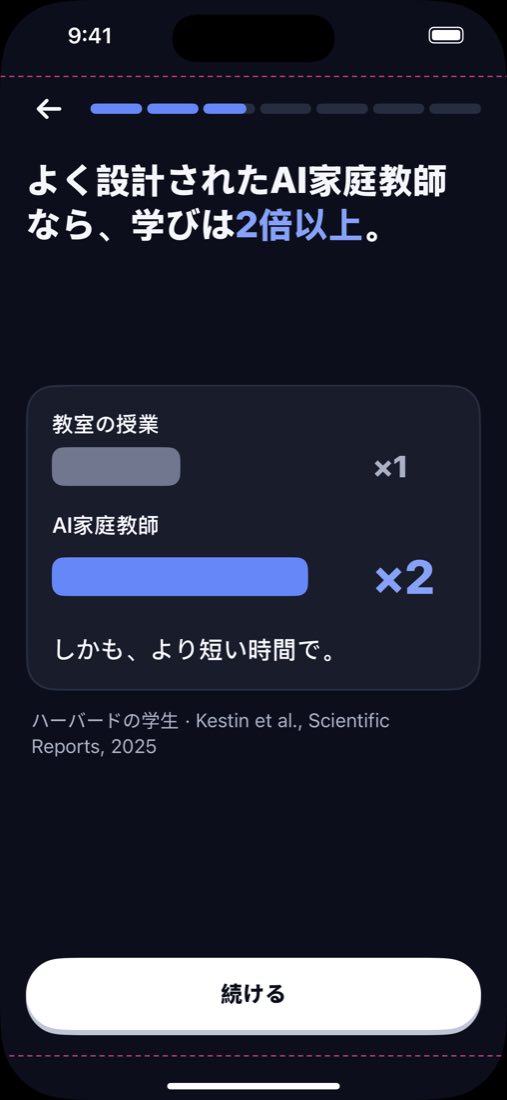 9:41
よく設計されたAI家庭教師
なら、学びは2倍以上。
教室の授業
×1
AI家庭教師
×2
しかも、より短い時間で。
ハーバードの学生 · Kestin et al., Scientific
Reports, 2025
続ける